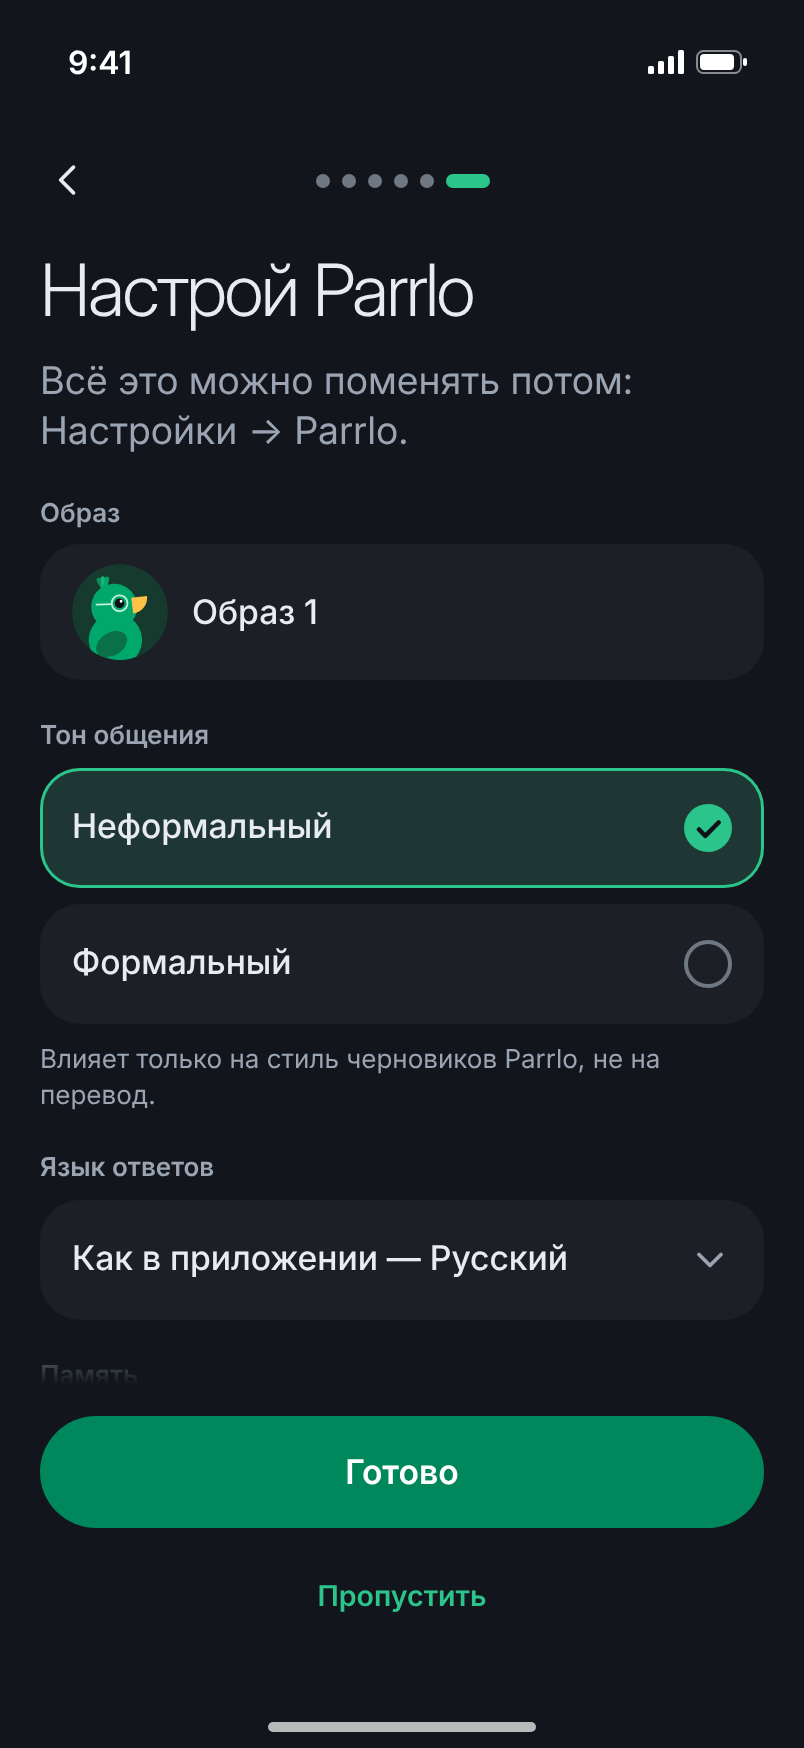 9:41
Настрой Parrlo
Всё это можно поменять потом:
Настройки → Parrlo.
Образ
Образ 1
Тон общения
Неформальный
Формальный
Влияет только на стиль черновиков Parrlo, не на
перевод.
Язык ответов
Как в приложении — Русский
Память
Готово
Пропустить